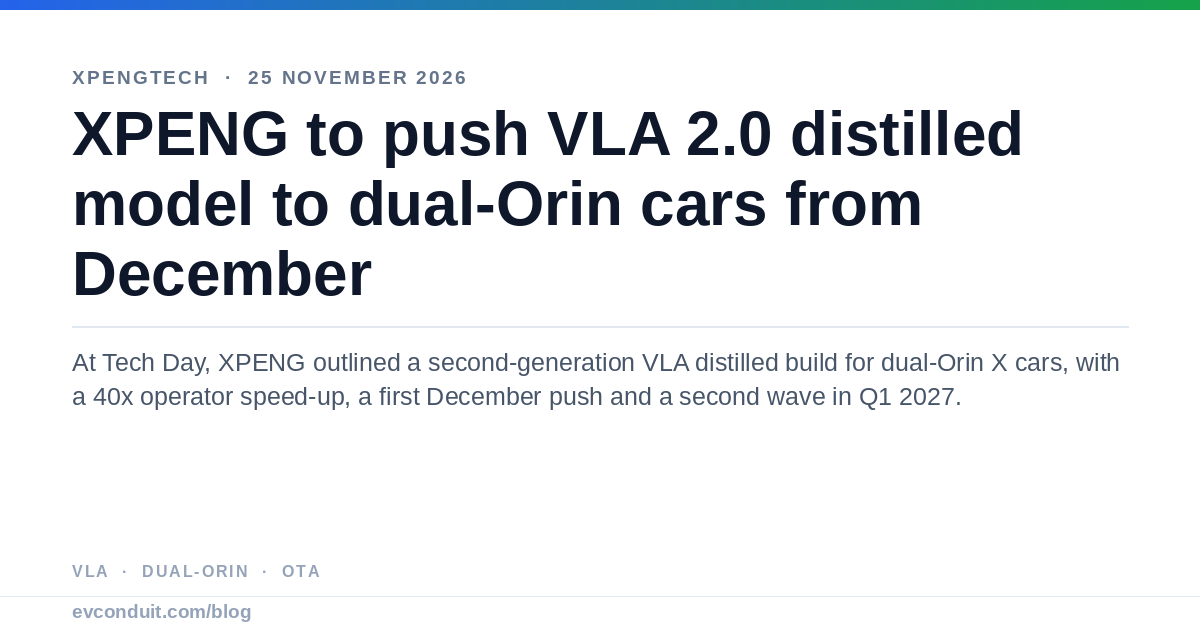 XPENGTECH · 25 NOVEMBER 2026
XPENG to push VLA 2.0 distilled
model to dual-Orin cars from
December
At Tech Day, XPENG outlined a second-generation VLA distilled build for dual-Orin X cars, with
a 40x operator speed-up, a first December push and a second wave in Q1 2027.
VLA · DUAL-ORIN · OTA
evconduit.com/blog